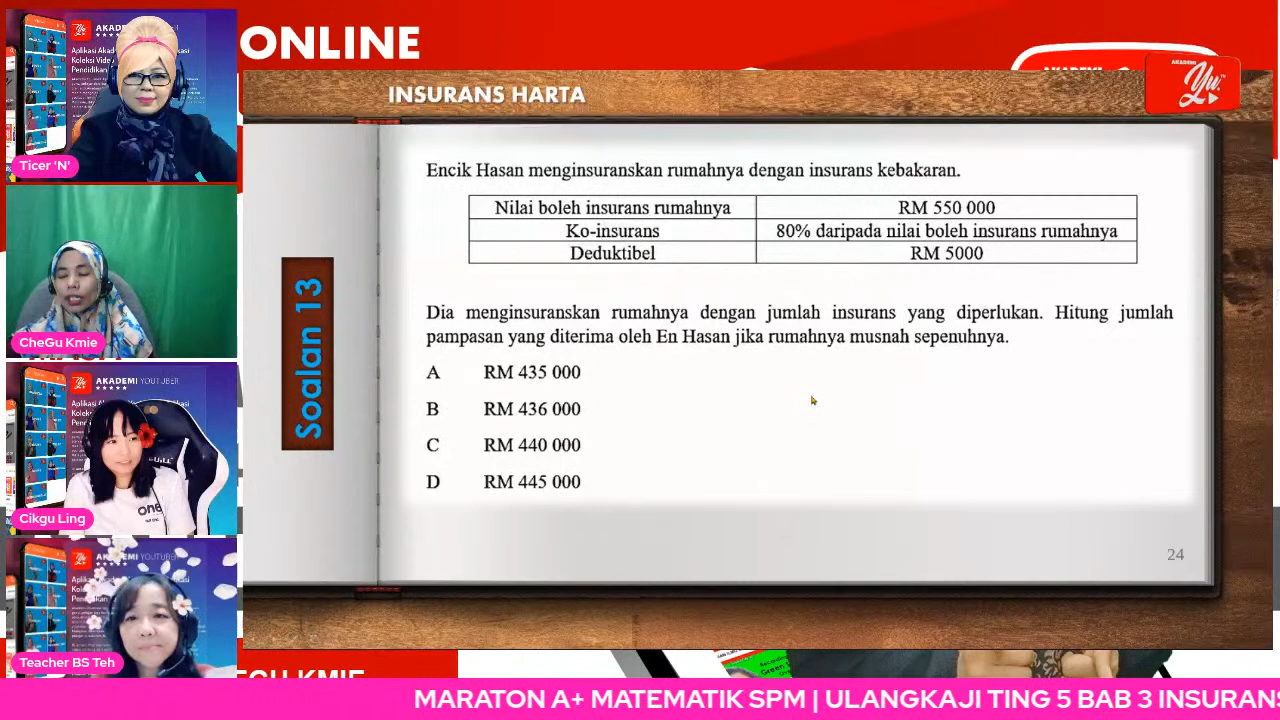 ONLINE
INSURANS HARTA
Encik Hasan menginsuranskan rumahnya dengan insurans kebakaran.
Nilai boleh insurans rumahnya RM 550 000
Ko-insurans 80% daripada nilai boleh insurans rumahnya
Deduktibel RM 5000
Soalan 13
Dia menginsuranskan rumahnya dengan jumlah insurans yang diperlukan. Hitung jumlah
pampasan yang diterima oleh En Hasan jika rumahnya musnah sepenuhnya.
A RM 435 000
B RM 436 000
C RM 440 000
D RM 445 000
24
Ticer 'N'
CheGu Kmie
AKADEMI YOUTUBER
Cikgu Ling
AKADEMI YOUTUBER
Teacher BS Teh
MARATON A+ MATEMATIK SPM | ULANGKAJI TING 5 BAB 3 INSURANS